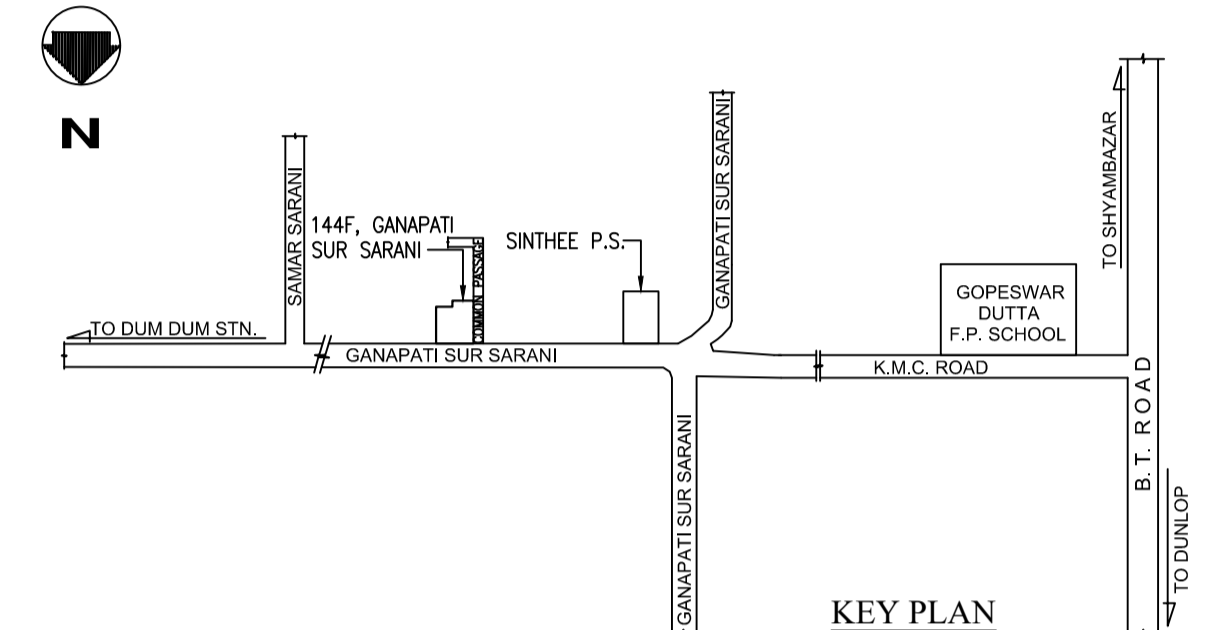 N
SAMAR SARANI
144F, GANAPATI
SUR SARANI
COMMON PASSAGE
SINTHEE P.S.
GANAPATI SUR SARANI
TO SHYAMBAZAR
GOPESWAR
DUTTA
F.P. SCHOOL
TO DUM DUM STN.
GANAPATI SUR SARANI
K.M.C. ROAD
B. T. ROAD
GANAPATI SUR SARANI
TO DUNLOP
KEY PLAN